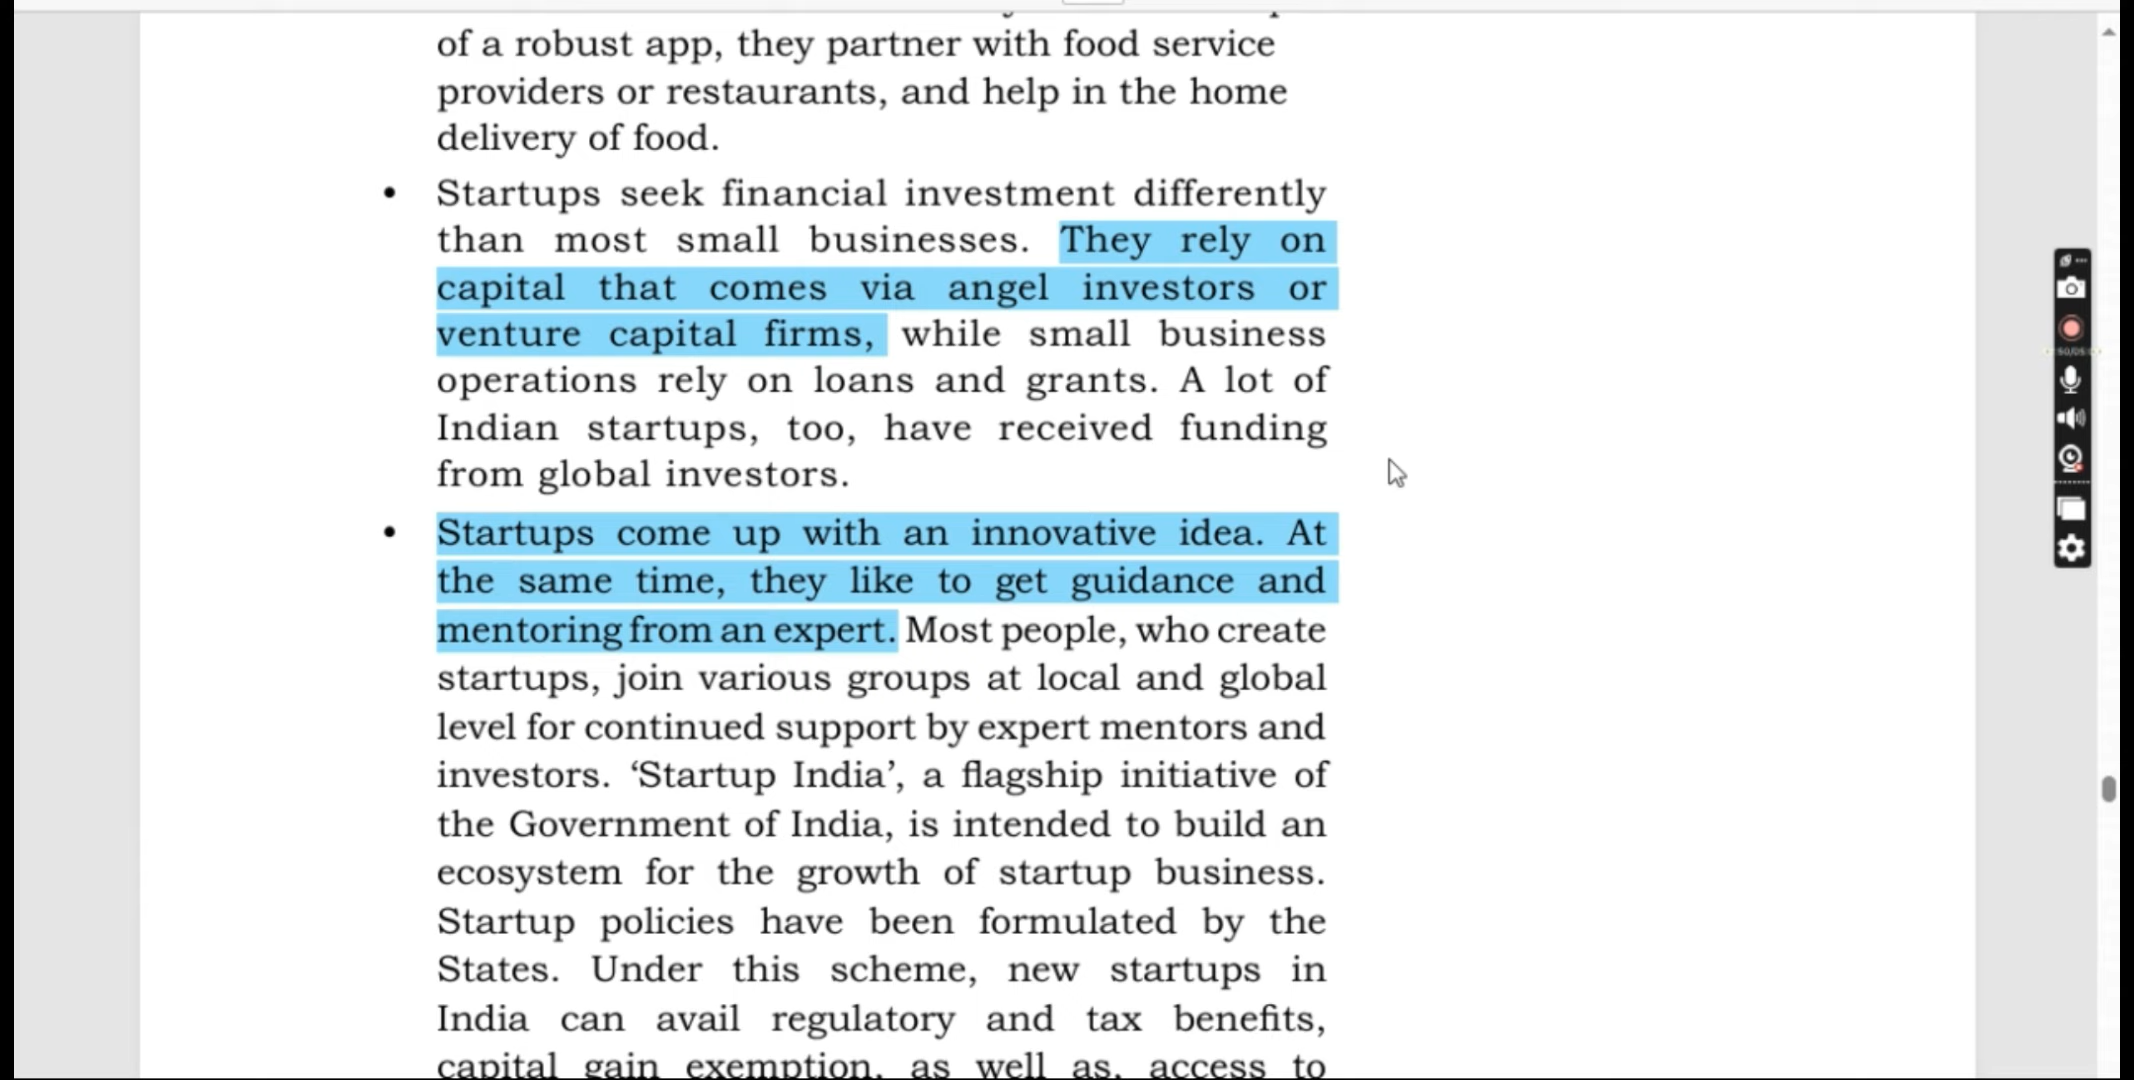 of a robust app, they partner with food service
providers or restaurants, and help in the home
delivery of food.
• Startups seek financial investment differently
than most small businesses. They rely on
capital that comes via angel investors or
venture capital firms, while small business
operations rely on loans and grants. A lot of
Indian startups, too, have received funding
from global investors.
• Startups come up with an innovative idea. At
the same time, they like to get guidance and
mentoring from an expert. Most people, who create
startups, join various groups at local and global
level for continued support by expert mentors and
investors. ‘Startup India’, a flagship initiative of
the Government of India, is intended to build an
ecosystem for the growth of startup business.
Startup policies have been formulated by the
States. Under this scheme, new startups in
India can avail regulatory and tax benefits,
capital gain exemption, as well as, access to